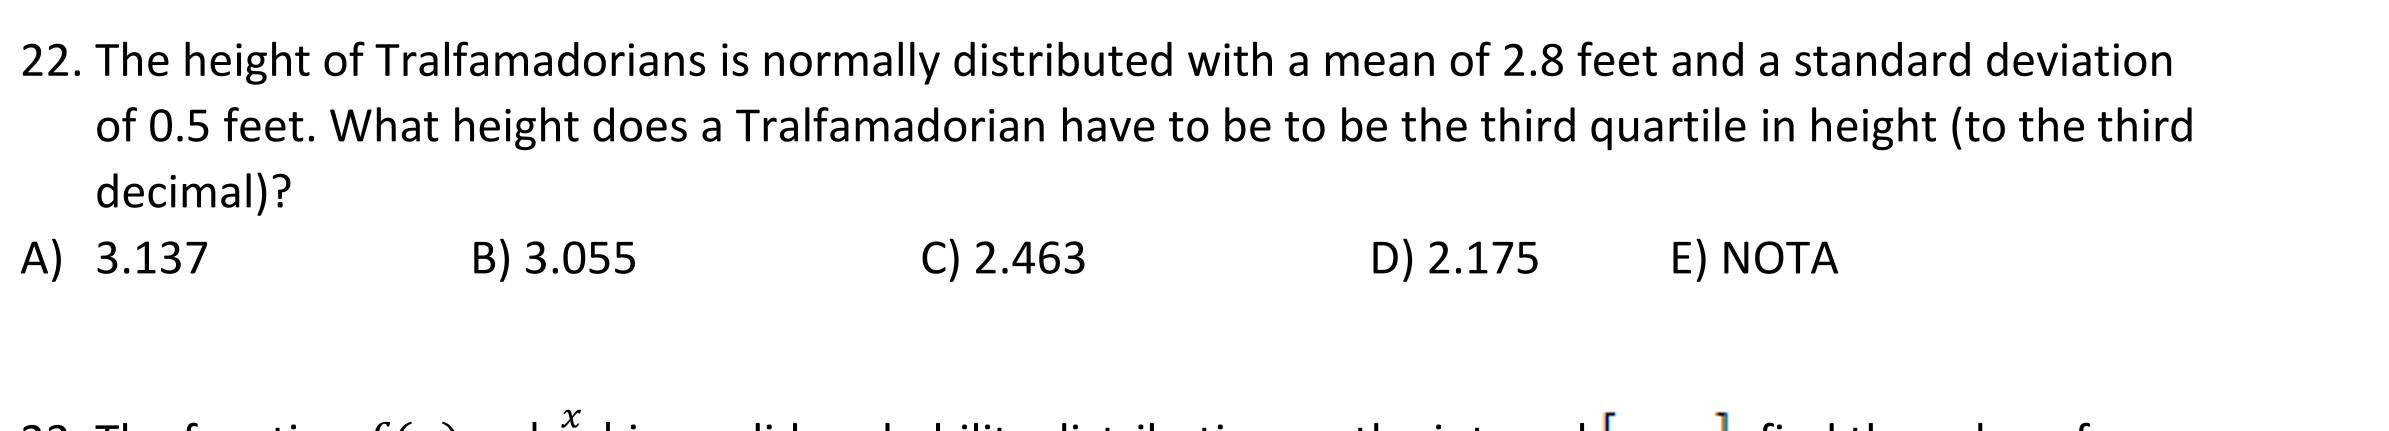 22. The height of Tralfamadorians is normally distributed with a mean of 2.8 feet and a standard deviation
of 0.5 feet. What height does a Tralfamadorian have to be to be the third quartile in height (to the third
decimal)?
A) 3.137 B) 3.055 C) 2.463 D) 2.175 E) NOTA